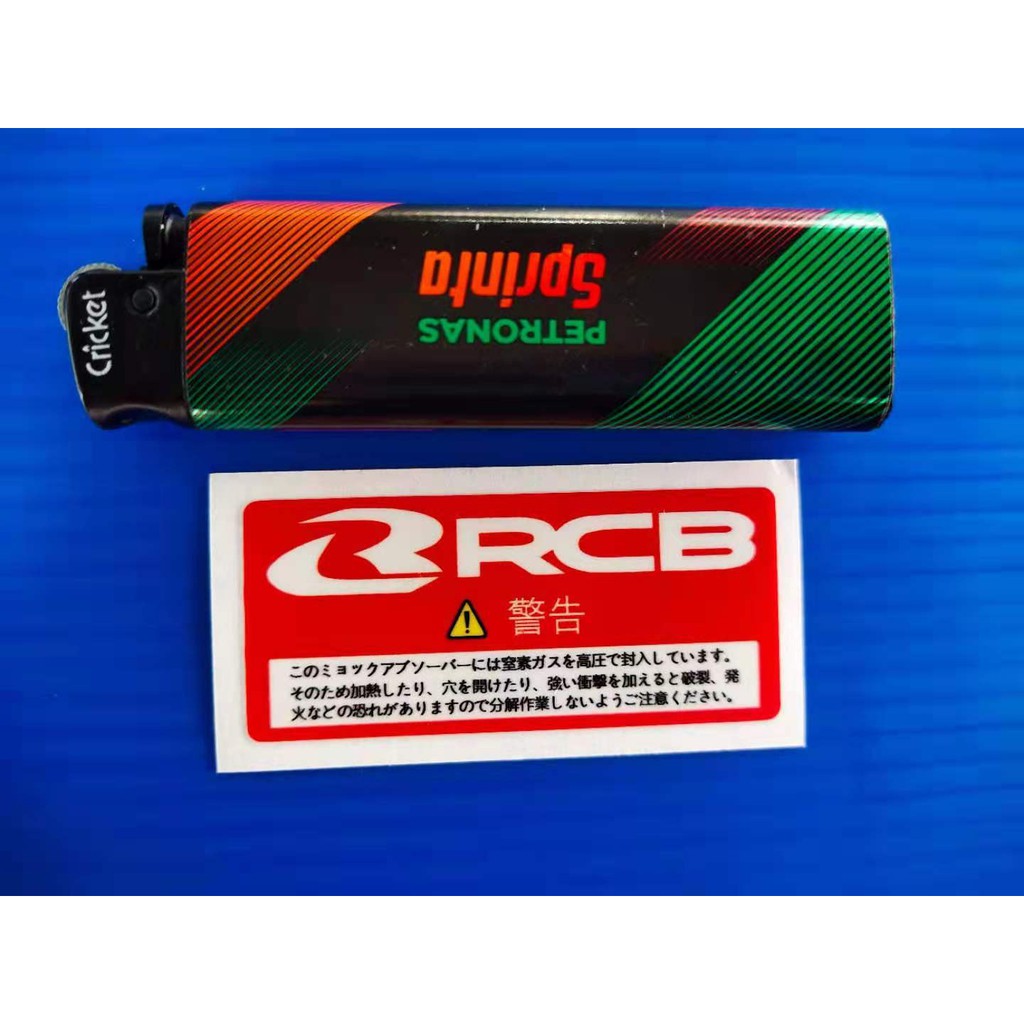 Cricket
PETRONAS
Sprinta
RCB
警告
このミョックアブソーバーには窒素ガスを高圧で封入しています。
そのため加熱したり、穴を開けたり、強い衝撃を加えると破裂、発
火などの恐れがありますので分解作業しないようご注意ください。